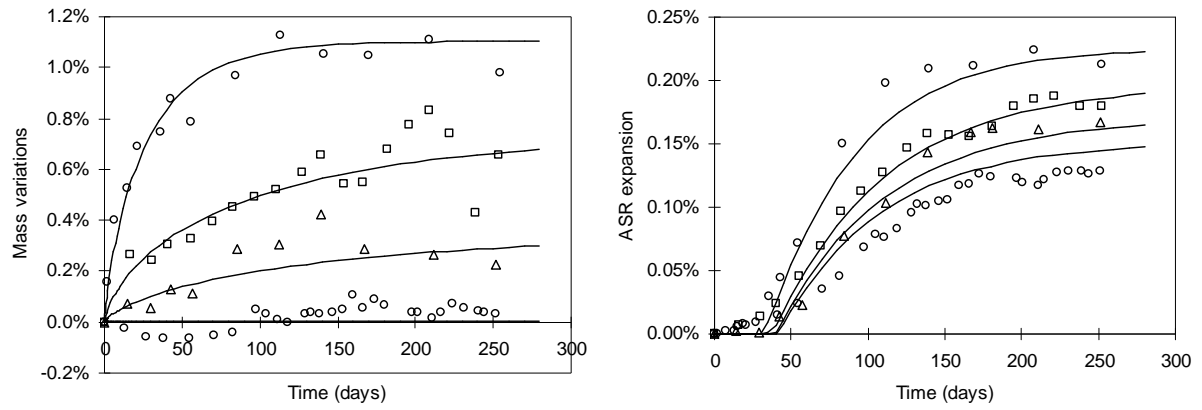 1.2%
1.0%
0.8%
0.6%
0.4%
0.2%
0.0%
-0.2%
Mass variations
0 50 100 150 200 250 300
Time (days)
0.25%
0.20%
0.15%
0.10%
0.05%
0.00%
ASR expansion
0 50 100 150 200 250 300
Time (days)